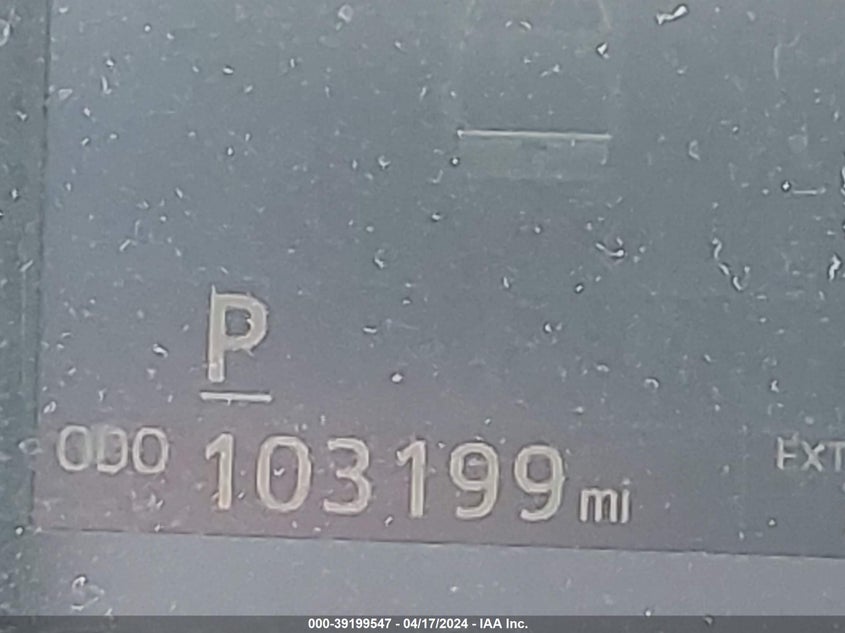 P
ODO 103199 mi
EXT
000-39199547 - 04/17/2024 - IAA Inc.